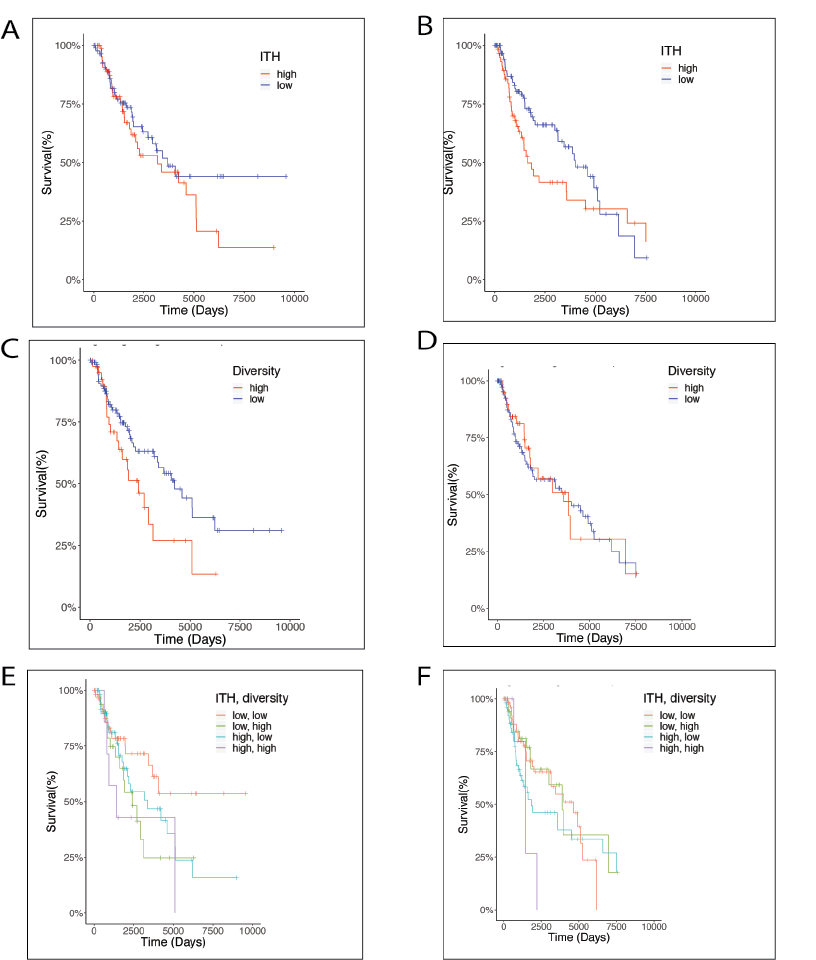 A
ITH
high
low
Survival(%)
100%
75%
50%
25%
0%
0 2500 5000 7500 10000
Time (Days)
B
ITH
high
low
Survival(%)
100%
75%
50%
25%
0%
0 2500 5000 7500 10000
Time (Days)
C
Diversity
high
low
Survival(%)
100%
75%
50%
25%
0%
0 2500 5000 7500 10000
Time (Days)
D
Diversity
high
low
Survival(%)
100%
75%
50%
25%
0%
0 2500 5000 7500 10000
Time (Days)
E
ITH, diversity
low, low
low, high
high, low
high, high
Survival(%)
100%
75%
50%
25%
0%
0 2500 5000 7500 10000
Time (Days)
F
ITH, diversity
low, low
low, high
high, low
high, high
Survival(%)
100%
75%
50%
25%
0%
0 2500 5000 7500 10000
Time (Days)